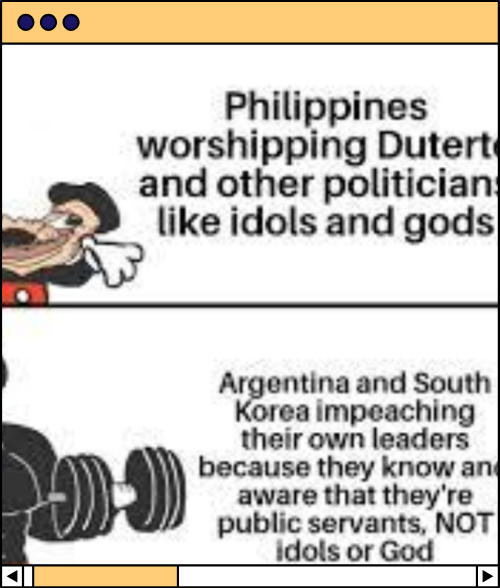 Philippines
worshipping Dutert
and other politician
like idols and gods
Argentina and South
Korea impeaching
their own leaders
because they know an
aware that they're
public servants, NOT
idols or God